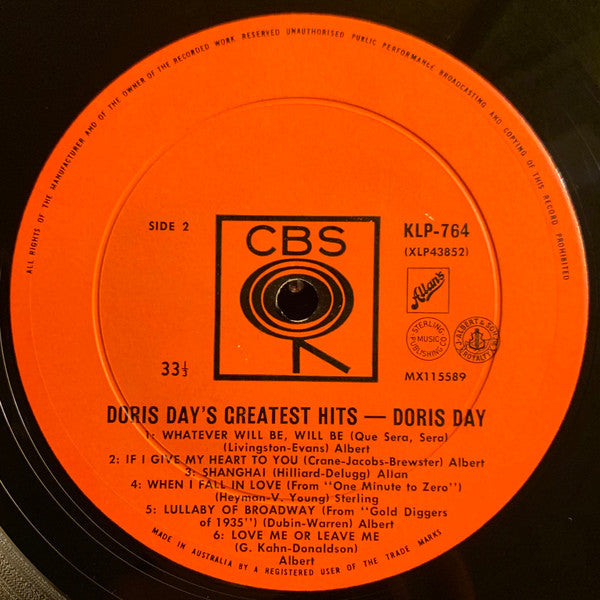 ALL RIGHTS OF THE MANUFACTURER AND OF THE OWNER OF THE RECORDED WORK RESERVED UNAUTHORISED PUBLIC PERFORMANCE, BROADCASTING AND COPYING OF THIS RECORD PROHIBITED
SIDE 2
CBS
KLP-764
(XLP43852)
Allan's
STERLING MUSIC PUBLISHING CO.
J. ALBERT & SON
ROYALTY
33⅓
MX115589
DORIS DAY'S GREATEST HITS — DORIS DAY
1: WHATEVER WILL BE, WILL BE (Que Sera, Sera)
(Livingston-Evans) Albert
2: IF I GIVE MY HEART TO YOU (Crane-Jacobs-Brewster) Albert
3: SHANGHAI (Hilliard-Delugg) Allan
4: WHEN I FALL IN LOVE (From "One Minute to Zero")
(Heyman-V. Young) Sterling
5: LULLABY OF BROADWAY (From "Gold Diggers
of 1935") (Dubin-Warren) Albert
6: LOVE ME OR LEAVE ME
(G. Kahn-Donaldson)
Albert
MADE IN AUSTRALIA BY A REGISTERED USER OF THE TRADE MARKS